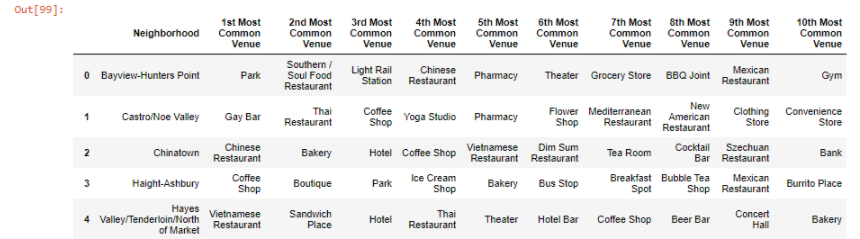 Out[99]:
Neighborhood 1st Most Common Venue 2nd Most Common Venue 3rd Most Common Venue 4th Most Common Venue 5th Most Common Venue 6th Most Common Venue 7th Most Common Venue 8th Most Common Venue 9th Most Common Venue 10th Most Common Venue
0 Bayview-Hunters Point Park Southern / Soul Food Restaurant Light Rail Station Chinese Restaurant Pharmacy Theater Grocery Store BBQ Joint Mexican Restaurant Gym
1 Castro/Noe Valley Gay Bar Thai Restaurant Coffee Shop Yoga Studio Pharmacy Flower Shop Mediterranean Restaurant New American Restaurant Clothing Store Convenience Store
2 Chinatown Chinese Restaurant Bakery Hotel Coffee Shop Vietnamese Restaurant Dim Sum Restaurant Tea Room Cocktail Bar Szechuan Restaurant Bank
3 Haight-Ashbury Coffee Shop Boutique Park Ice Cream Shop Bakery Bus Stop Breakfast Spot Bubble Tea Shop Mexican Restaurant Burrito Place
4 Hayes Valley/Tenderloin/North of Market Vietnamese Restaurant Sandwich Place Hotel Thai Restaurant Theater Hotel Bar Coffee Shop Beer Bar Concert Hall Bakery